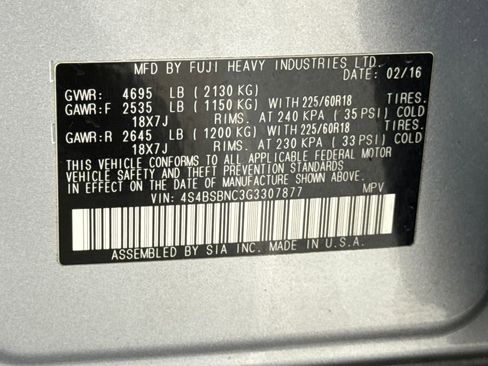 MFD BY FUJI HEAVY INDUSTRIES LTD.
DATE: 02/16
GVWR: 4695 LB ( 2130 KG)
GAWR:F 2535 LB ( 1150 KG) WITH 225/60R18 TIRES.
18X7J RIMS. AT 240 KPA ( 35 PSI) COLD
GAWR:R 2645 LB ( 1200 KG) WITH 225/60R18 TIRES.
18X7J RIMS. AT 230 KPA ( 33 PSI) COLD
THIS VEHICLE CONFORMS TO ALL APPLICABLE FEDERAL MOTOR
VEHICLE SAFETY AND THEFT PREVENTION STANDARDS
IN EFFECT ON THE DATE OF MANUFACTURE SHOWN ABOVE.
VIN: 4S4BSBNC3G3307877 MPV
ASSEMBLED BY SIA INC. MADE IN U.S.A.